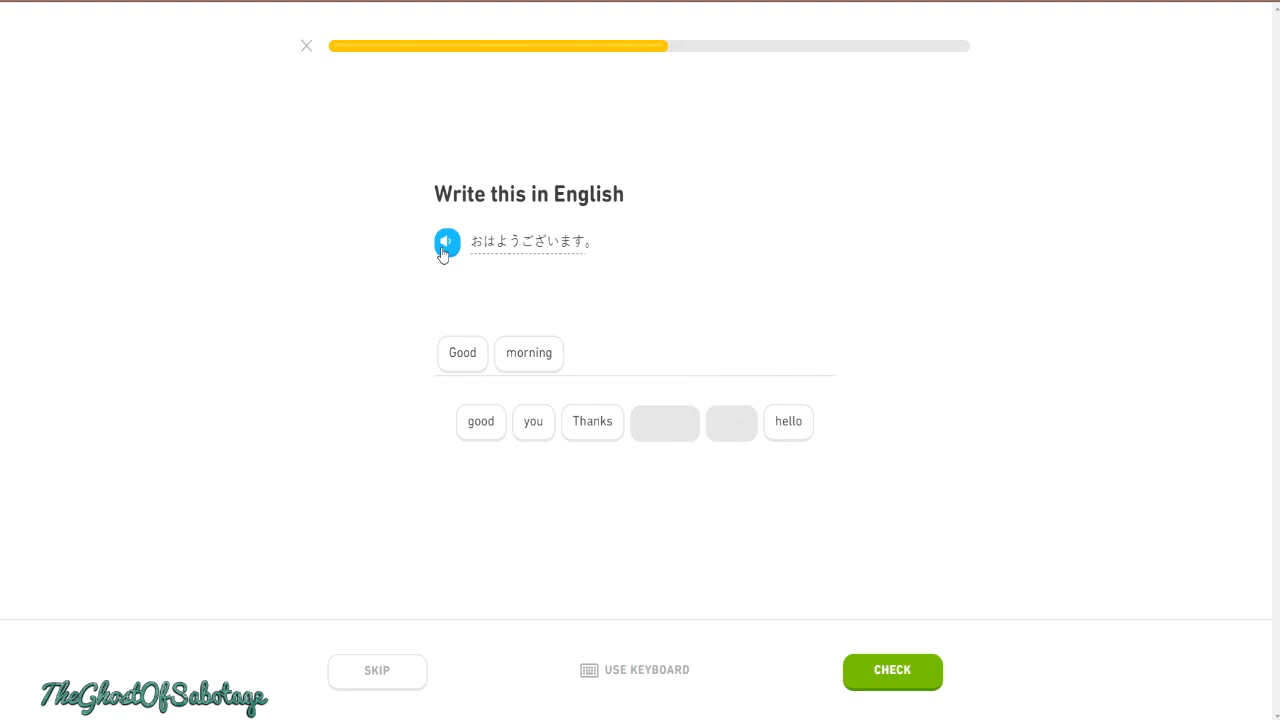 Write this in English
おはようございます。
Good morning
good you Thanks hello
SKIP USE KEYBOARD CHECK
TheGhostOfSabotage